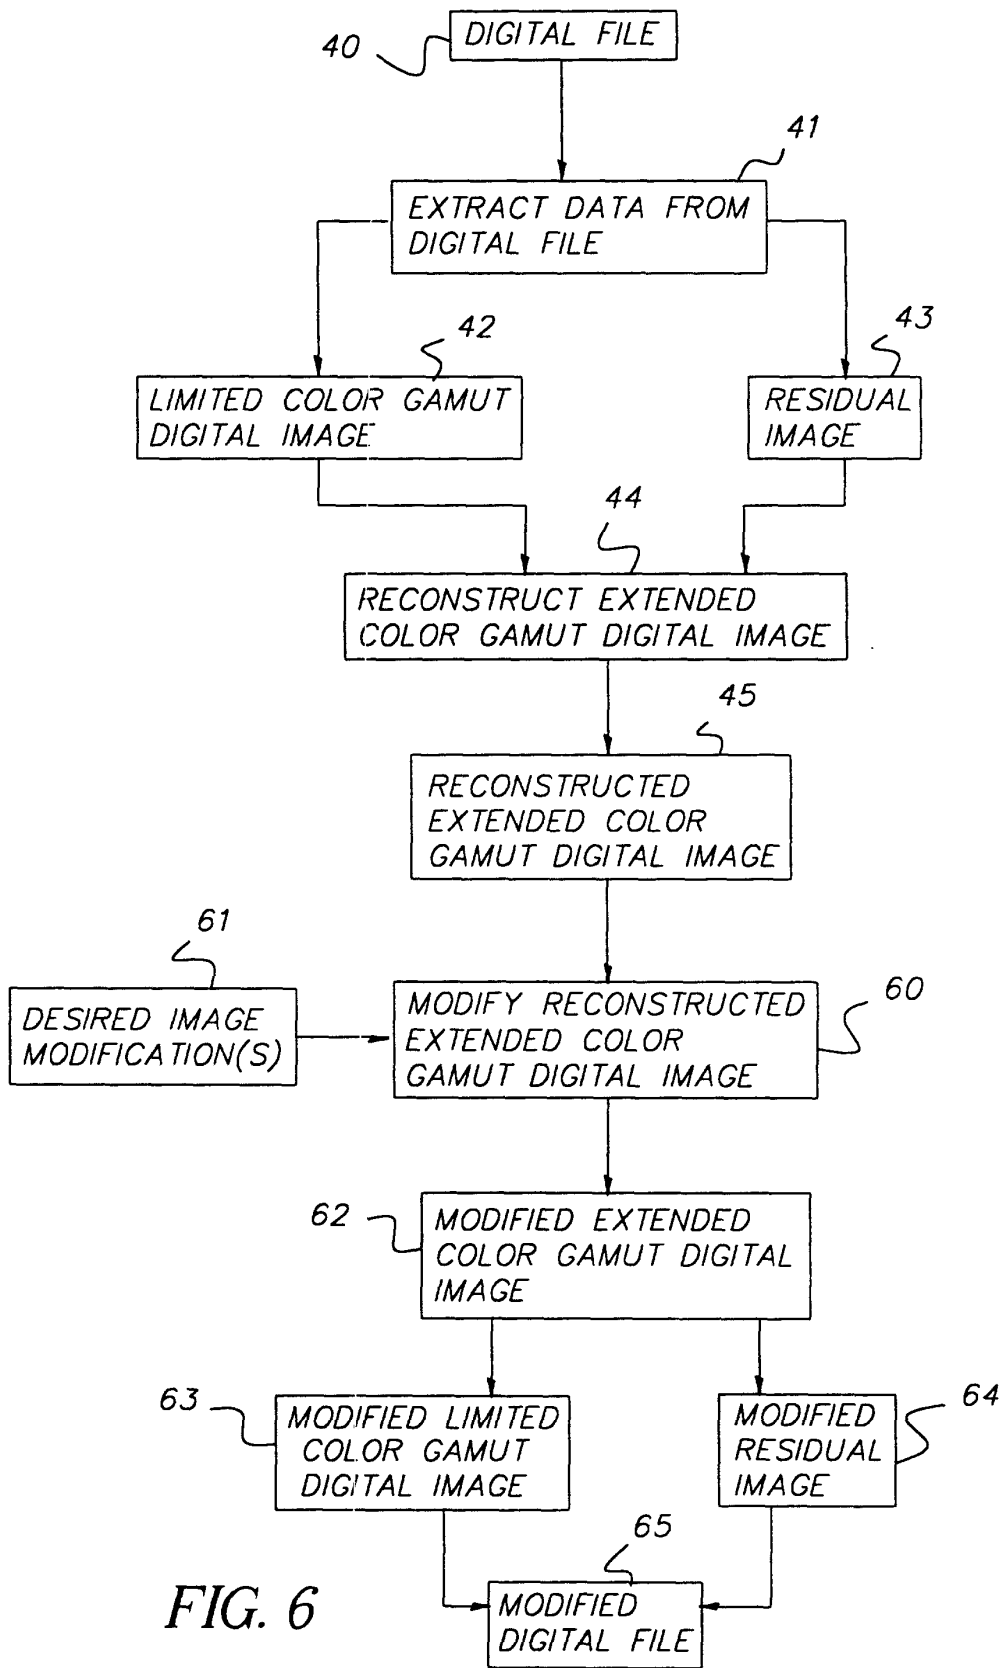 DIGITAL FILE
40
41
EXTRACT DATA FROM
DIGITAL FILE
42
43
LIMITED COLOR GAMUT
DIGITAL IMAGE
RESIDUAL
IMAGE
44
RECONSTRUCT EXTENDED
COLOR GAMUT DIGITAL IMAGE
45
RECONSTRUCTED
EXTENDED COLOR
GAMUT DIGITAL IMAGE
61
DESIRED IMAGE
MODIFICATION(S)
60
MODIFY RECONSTRUCTED
EXTENDED COLOR
GAMUT DIGITAL IMAGE
62
MODIFIED EXTENDED
COLOR GAMUT DIGITAL
IMAGE
63
MODIFIED LIMITED
COLOR GAMUT
DIGITAL IMAGE
64
MODIFIED
RESIDUAL
IMAGE
65
MODIFIED
DIGITAL FILE
FIG. 6